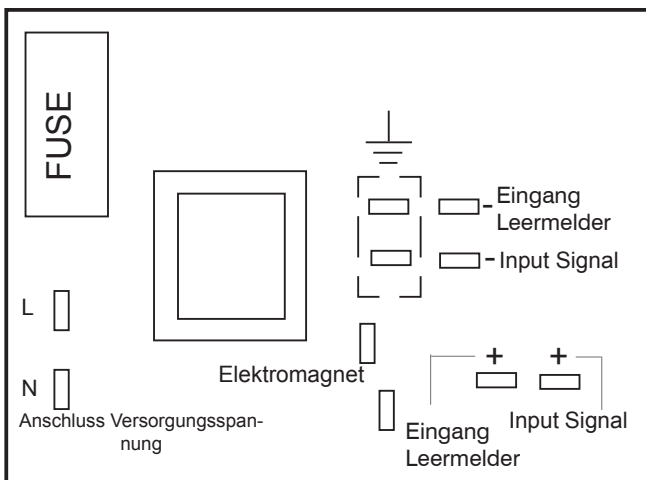 FUSE
- Eingang
Leermelder
- Input Signal
L
N
Anschluss Versorgungsspan-
nung
Elektromagnet
+ +
Eingang
Leermelder
Input Signal